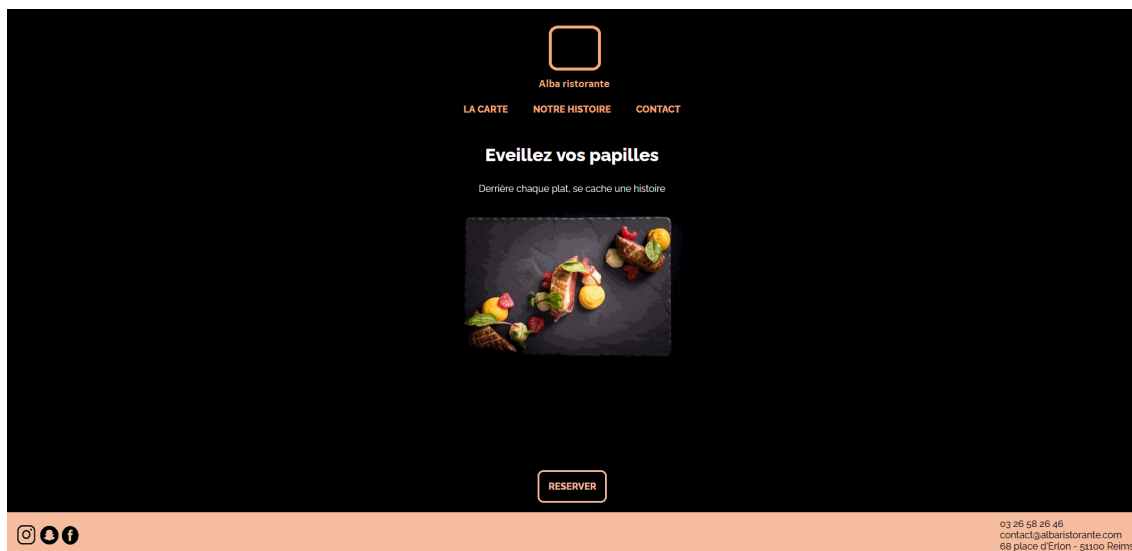 Alba ristorante
LA CARTE NOTRE HISTOIRE CONTACT
Eveillez vos papilles
Derrière chaque plat, se cache une histoire
RESERVER
03 26 58 26 46
contact@albaristorante.com
68 place d'Erlon - 51100 Reims